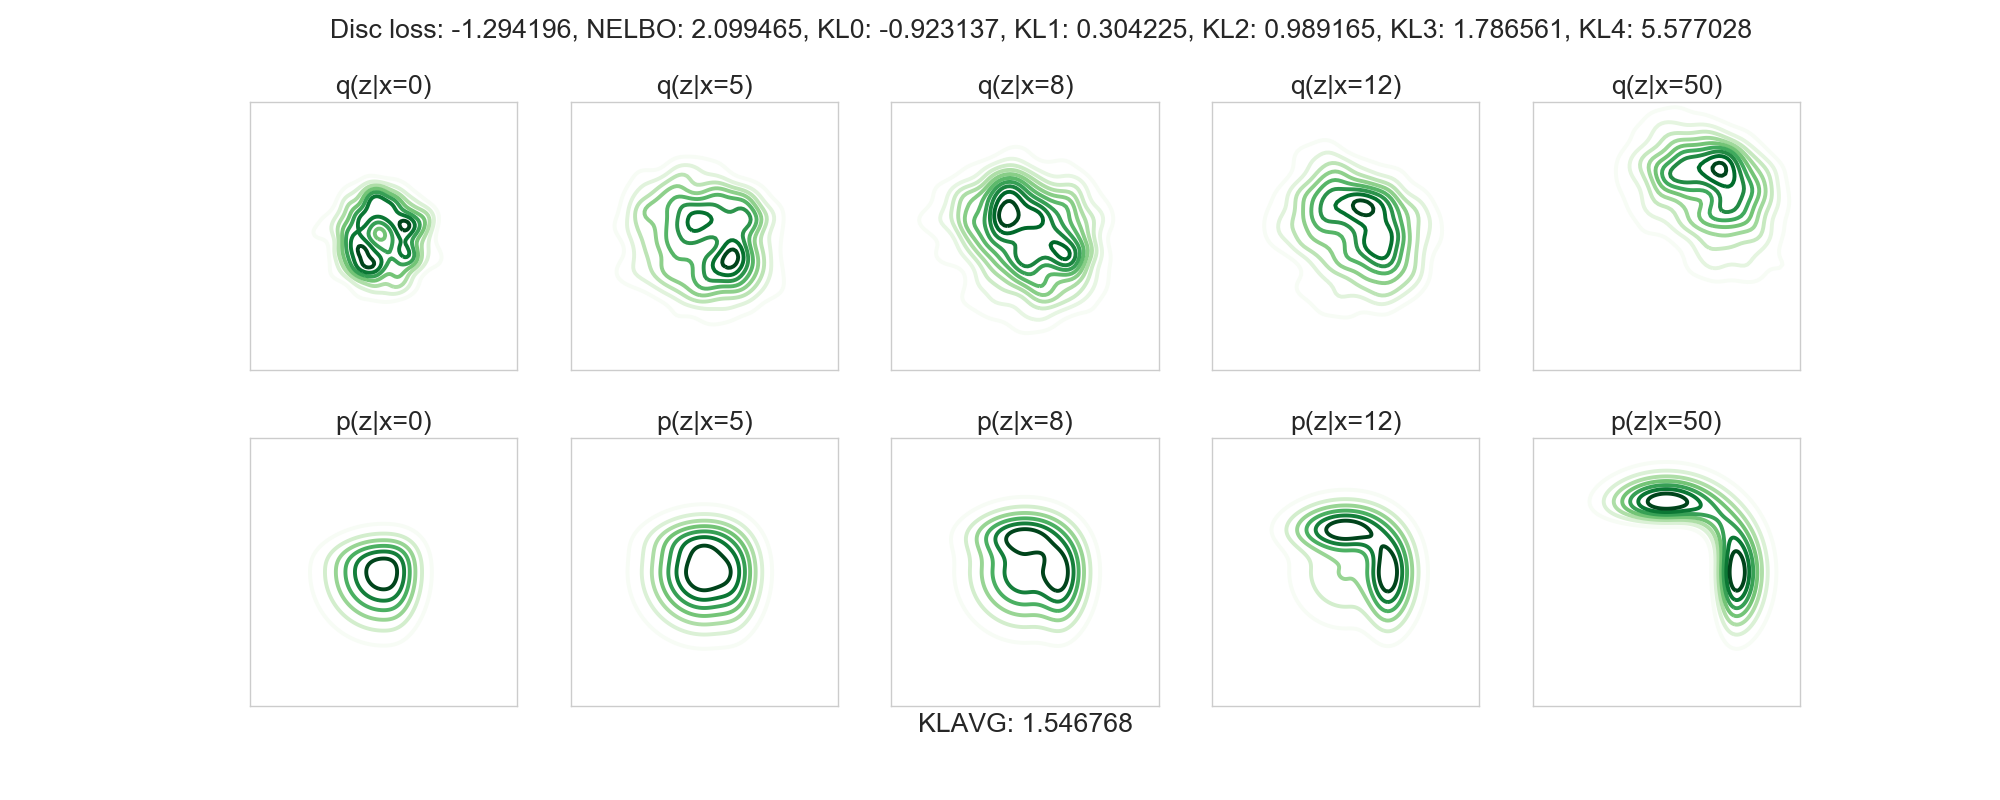 Disc loss: -1.294196, NELBO: 2.099465, KL0: -0.923137, KL1: 0.304225, KL2: 0.989165, KL3: 1.786561, KL4: 5.577028
q(z|x=0) q(z|x=5) q(z|x=8) q(z|x=12) q(z|x=50)
p(z|x=0) p(z|x=5) p(z|x=8) p(z|x=12) p(z|x=50)
KLAVG: 1.546768